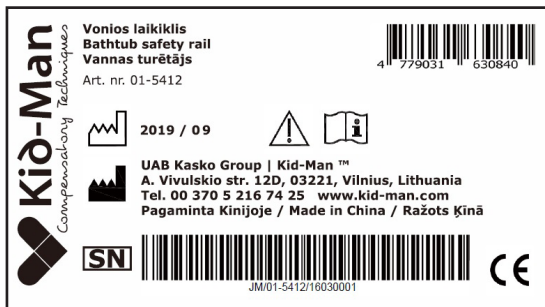 Kid-Man
Compensatory Techniques
Vonios laikiklis
Bathtub safety rail
Vannas turētājs
Art. nr. 01-5412
4 779031 630840
2019 / 09
UAB Kasko Group | Kid-Man ™
A. Vivulskio str. 12D, 03221, Vilnius, Lithuania
Tel. 00 370 5 216 74 25 www.kid-man.com
Pagaminta Kinijoje / Made in China / Ražots Ķīnā
SN
JM/01-5412/16030001
CE